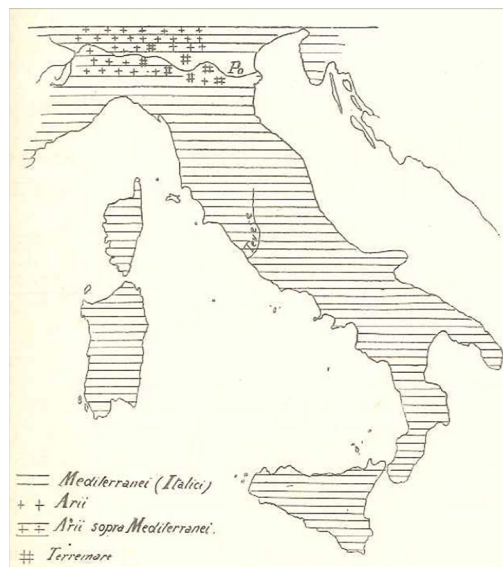 Po
Tevere
Mediterranei (Italici)
Arii
Arii sopra Mediterranei.
Terremare